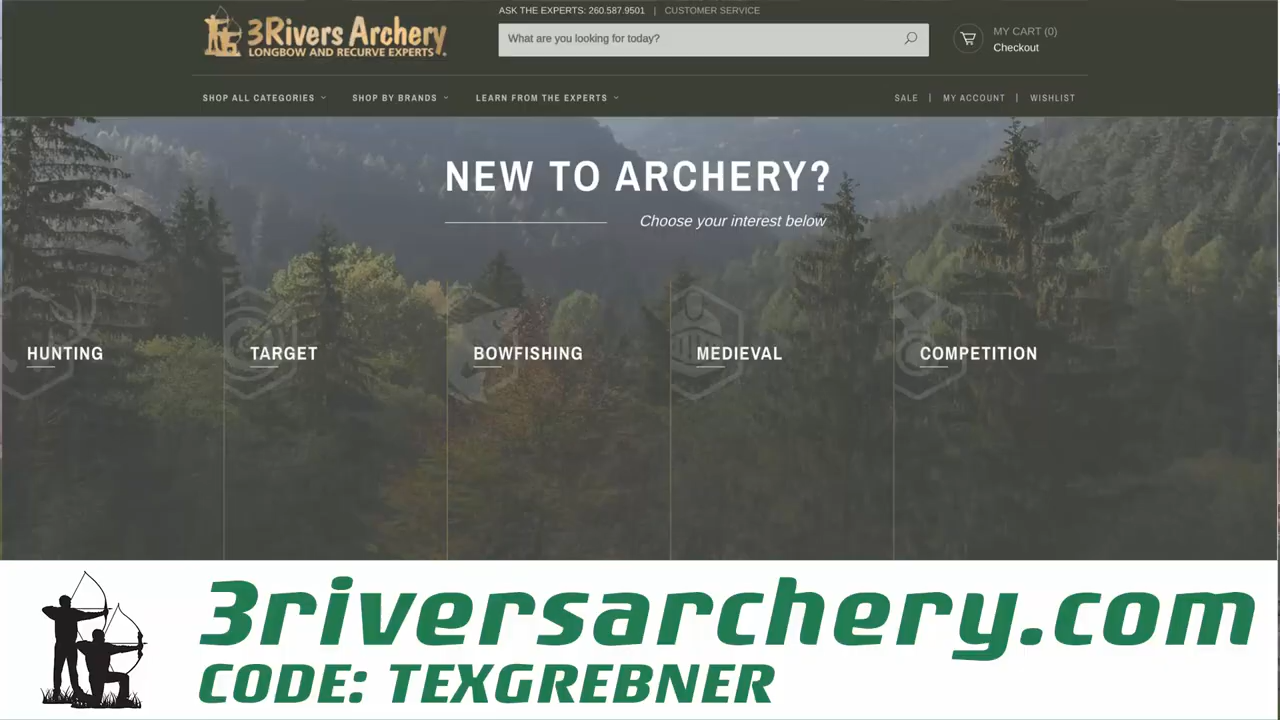 3Rivers Archery
LONGBOW AND RECURVE EXPERTS
ASK THE EXPERTS: 260.587.9501 | CUSTOMER SERVICE
What are you looking for today?
MY CART (0)
Checkout
SHOP ALL CATEGORIES SHOP BY BRANDS LEARN FROM THE EXPERTS SALE | MY ACCOUNT | WISHLIST
NEW TO ARCHERY?
Choose your interest below
HUNTING TARGET BOWFISHING MEDIEVAL COMPETITION
3riversarchery.com
CODE: TEXGREBNER